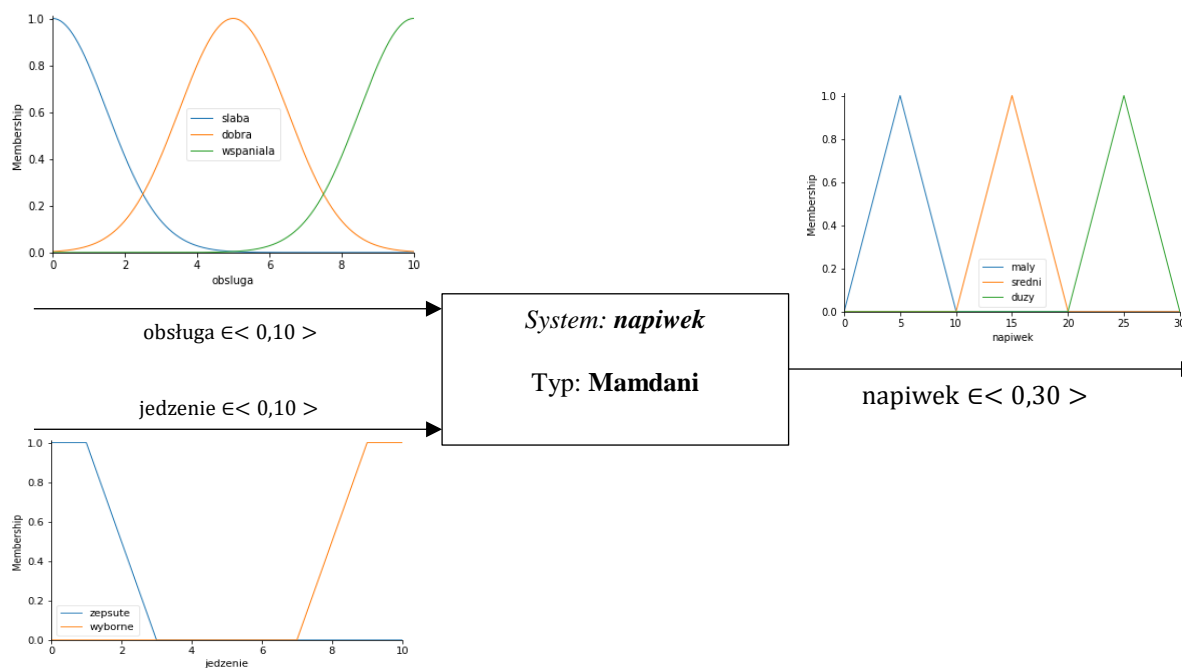 1.0
0.8
0.6
0.4
0.2
0.0
Membership
slaba
dobra
wspaniala
0 2 4 6 8 10
obsluga
obsługa ∈< 0,10 >
jedzenie ∈< 0,10 >
1.0
0.8
0.6
0.4
0.2
0.0
Membership
zepsute
wyborne
0 2 4 6 8 10
jedzenie
System: napiwek
Typ: Mamdani
1.0
0.8
0.6
0.4
0.2
0.0
Membership
maly
sredni
duzy
0 5 10 15 20 25 30
napiwek
napiwek ∈< 0,30 >